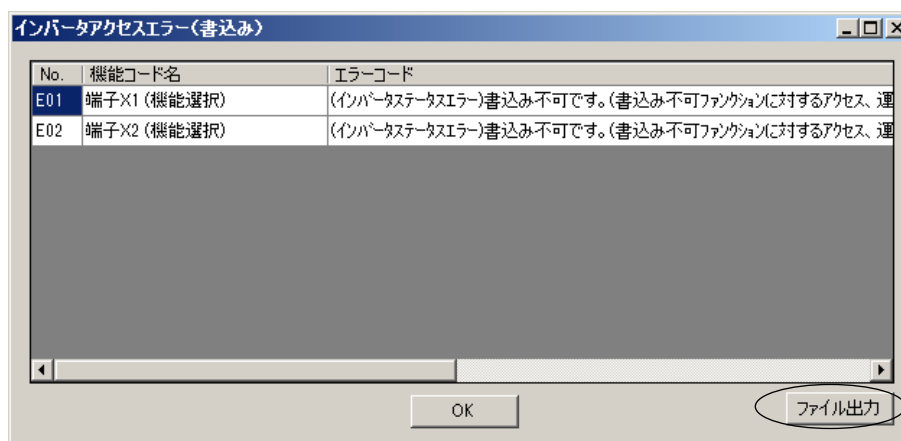 インバータアクセスエラー(書込み)
No. 機能コード名 エラーコード
E01 端子X1 (機能選択) (インバータステータスエラー)書込み不可です。(書込み不可ファンクションに対するアクセス、運
E02 端子X2 (機能選択) (インバータステータスエラー)書込み不可です。(書込み不可ファンクションに対するアクセス、運
OK ファイル出力